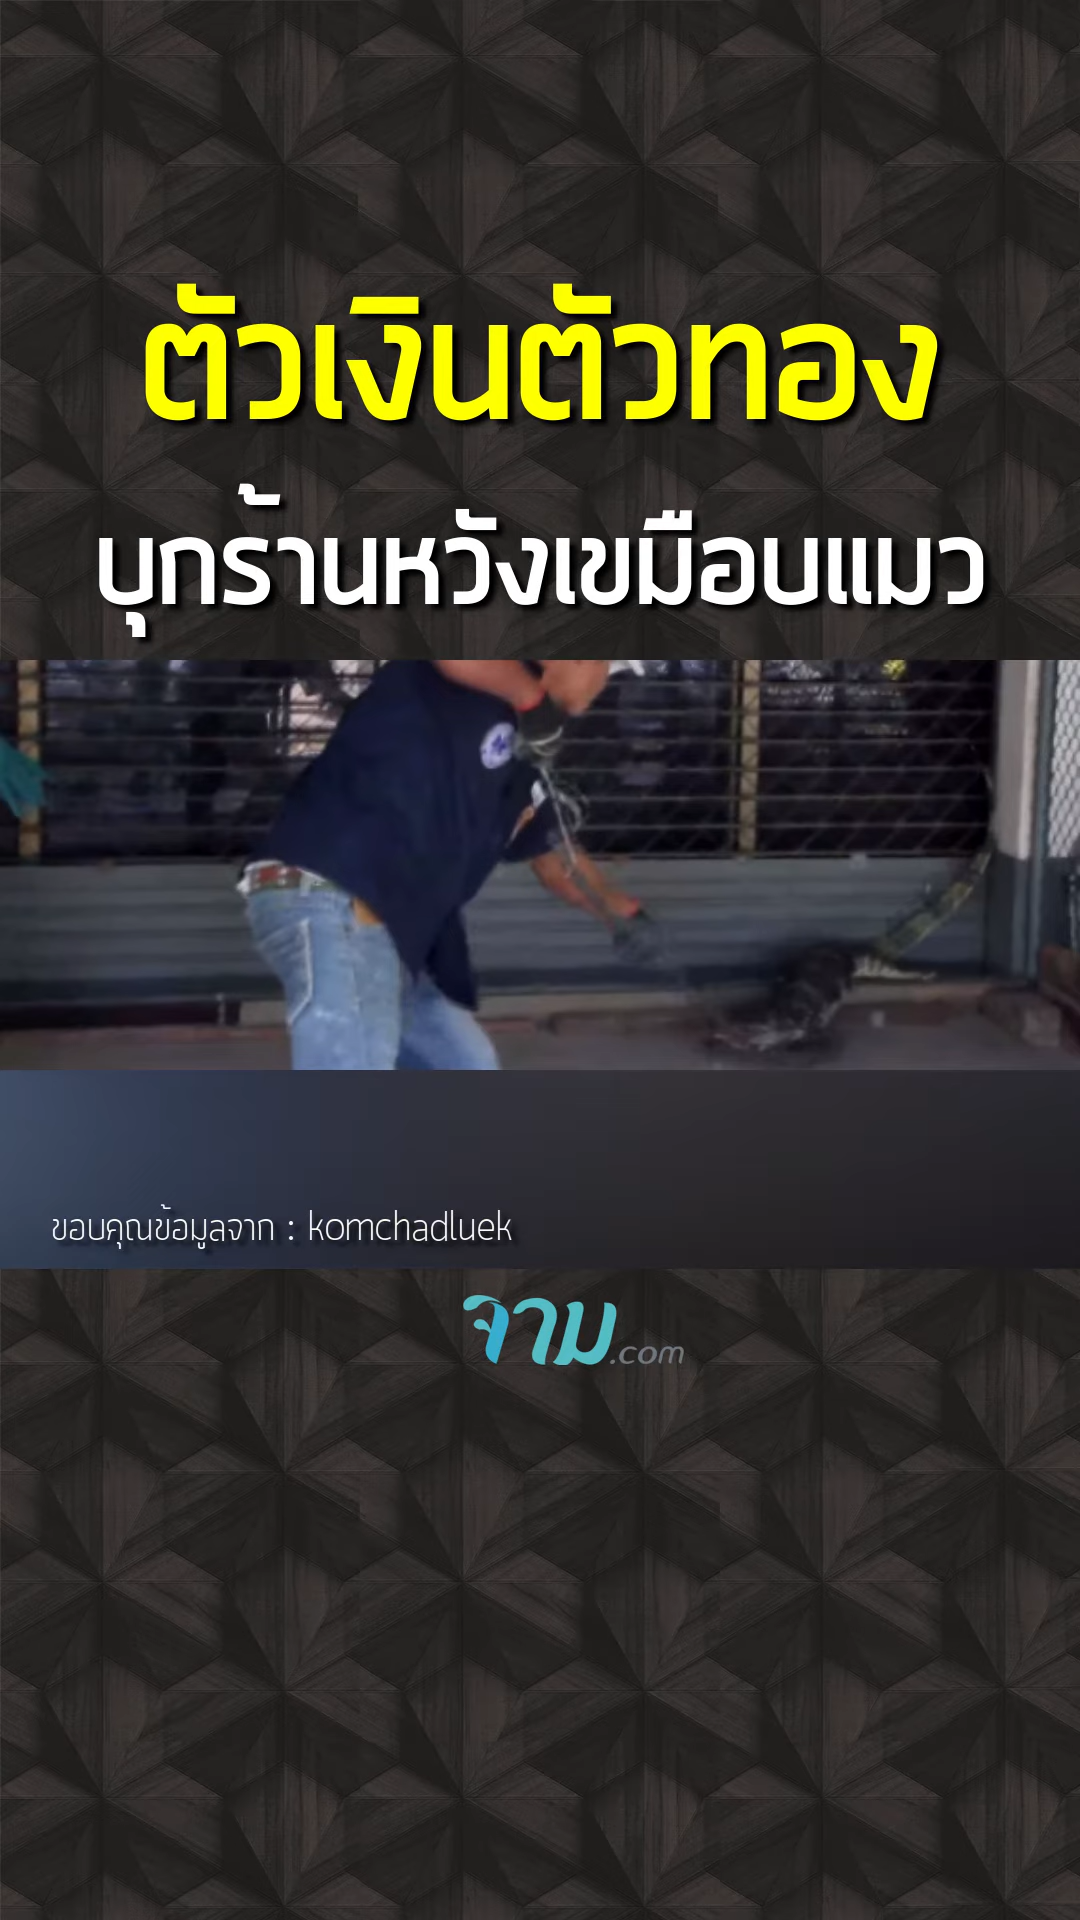 ตัวเงินตัวทอง
บุกร้านหวังเขมือบแมว
ขอบคุณข้อมูลจาก : komchadluek
จาม.com